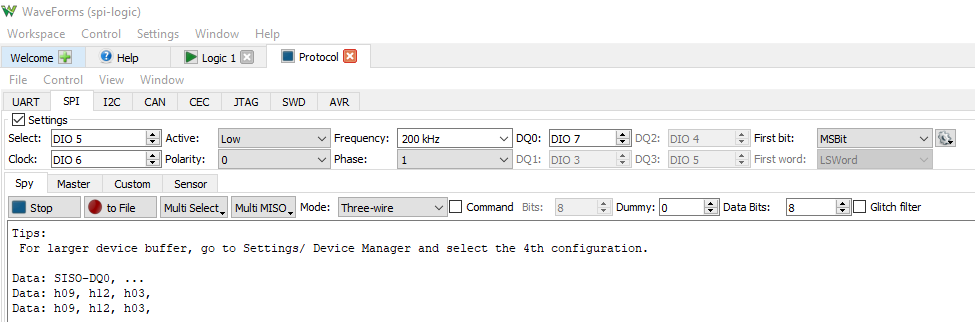 WaveForms (spi-logic)
Workspace Control Settings Window Help
Welcome Help Logic 1 Protocol
File Control View Window
UART SPI I2C CAN CEC JTAG SWD AVR
Settings
Select: DIO 5 Active: Low Frequency: 200 kHz DQ0: DIO 7 DQ2: DIO 4 First bit: MSBit
Clock: DIO 6 Polarity: 0 Phase: 1 DQ1: DIO 3 DQ3: DIO 5 First word: LSWord
Spy Master Custom Sensor
Stop to File Multi Select Multi MISO Mode: Three-wire Command Bits: 8 Dummy: 0 Data Bits: 8 Glitch filter
Tips:
For larger device buffer, go to Settings/ Device Manager and select the 4th configuration.
Data: SISO-DQ0, ...
Data: h09, h12, h03,
Data: h09, h12, h03,